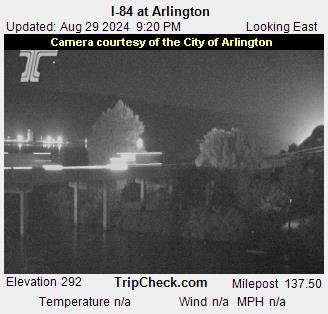 I-84 at Arlington
Updated: Aug 29 2024 9:20 PM Looking East
Camera courtesy of the City of Arlington
Elevation 292 TripCheck.com Milepost 137.50
Temperature n/a Wind n/a MPH n/a